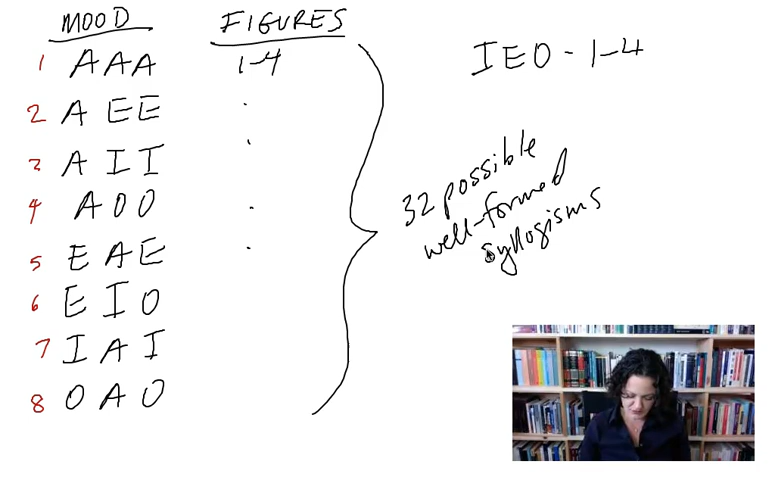 MOOD FIGURES
1 AAA 1-4
2 AEE
3 AII
4 AOO
5 EAE
6 EIO
7 IAI
8 OAO
IEO - 1-4
32 possible
well-formed
syllogisms